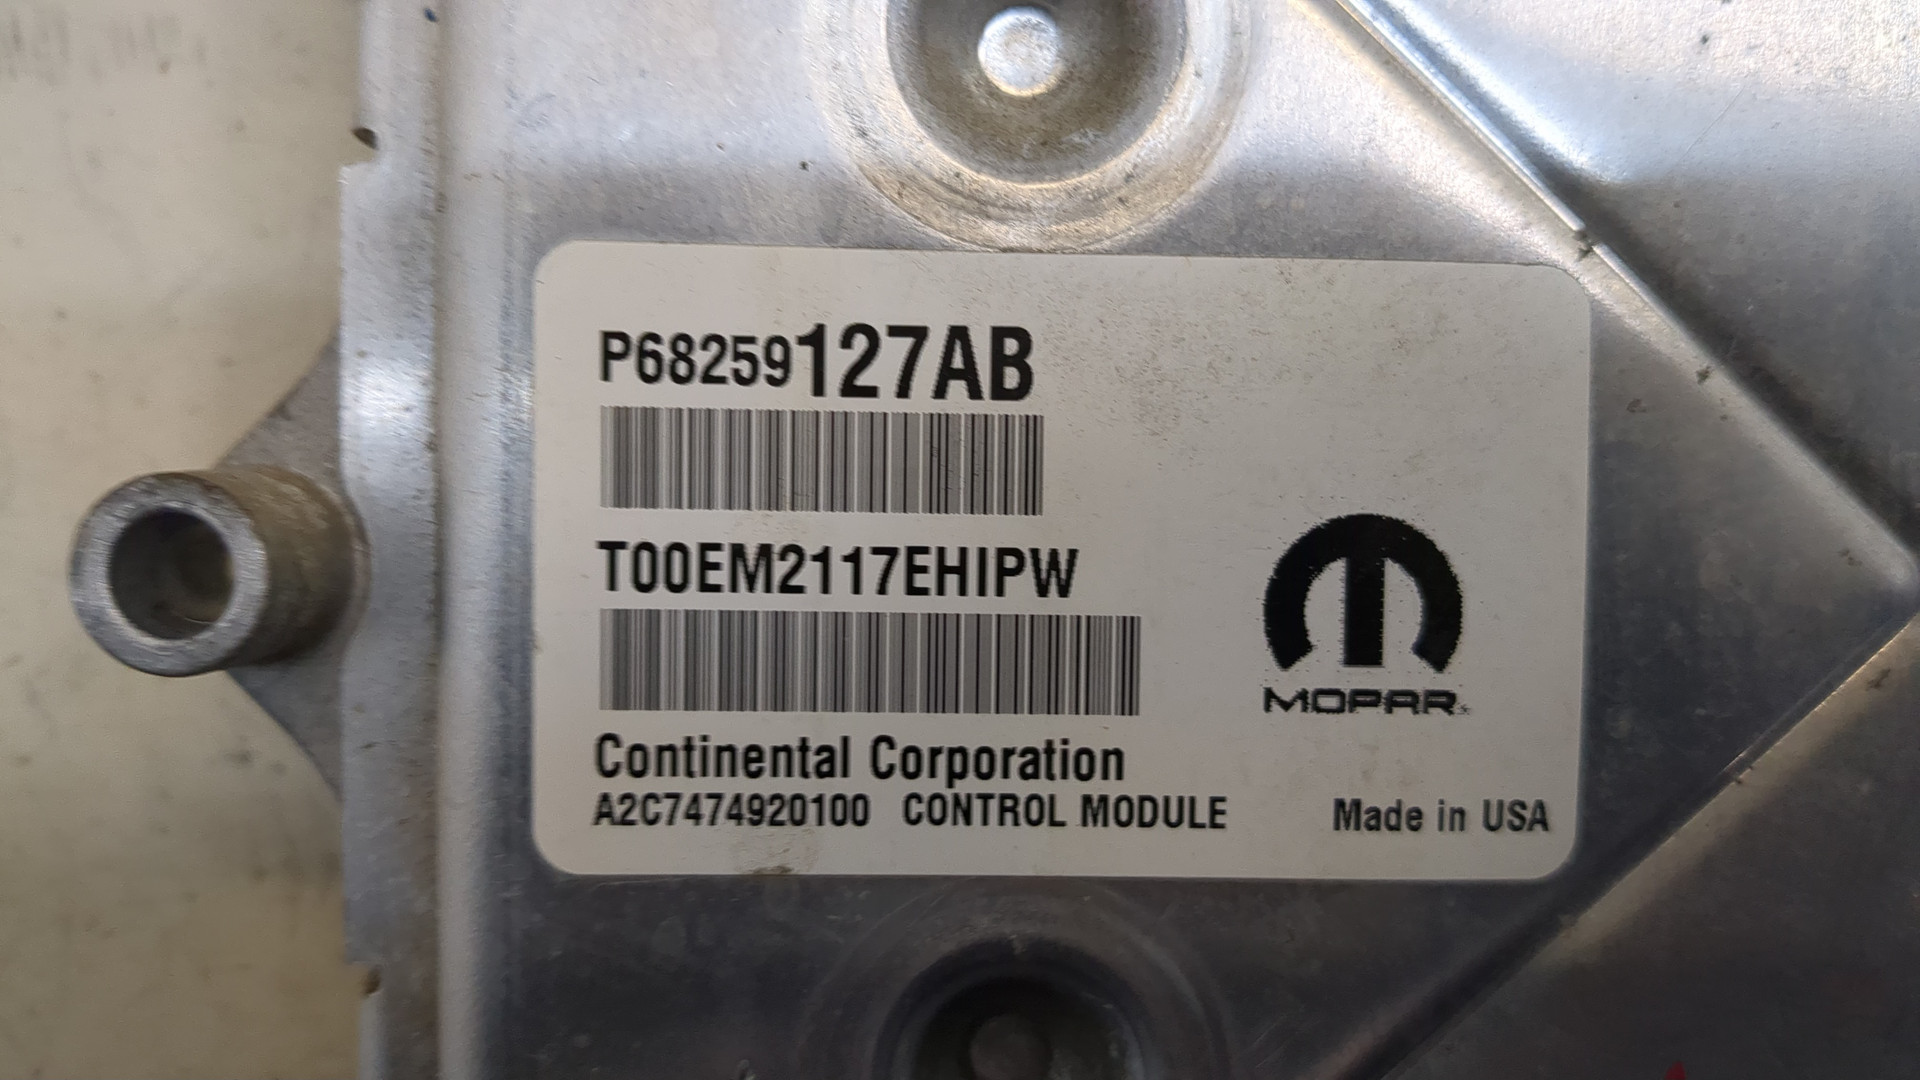 P68259127AB
T00EM2117EHIPW
MOPAR
Continental Corporation
A2C7474920100 CONTROL MODULE Made in USA